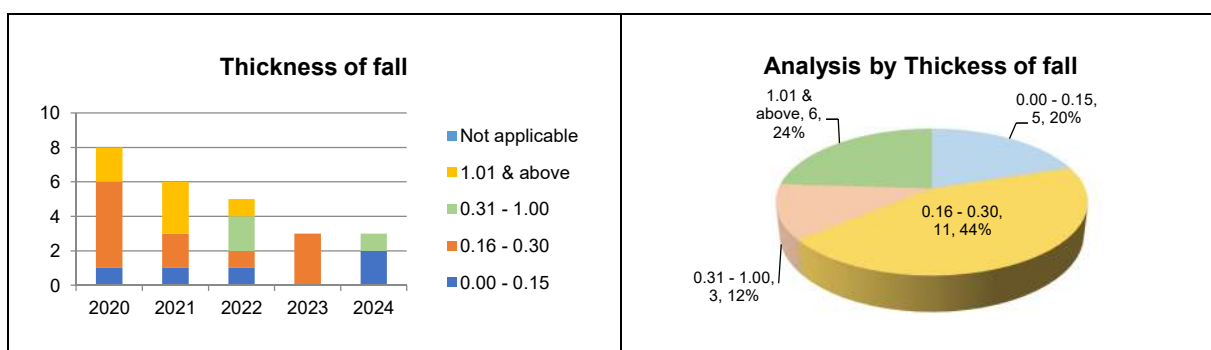 Thickness of fall
10
8
6
4
2
0
2020 2021 2022 2023 2024
Not applicable
1.01 & above
0.31 - 1.00
0.16 - 0.30
0.00 - 0.15
Analysis by Thickess of fall
1.01 &
above, 6,
24%
0.00 - 0.15,
5, 20%
0.16 - 0.30,
11, 44%
0.31 - 1.00,
3, 12%